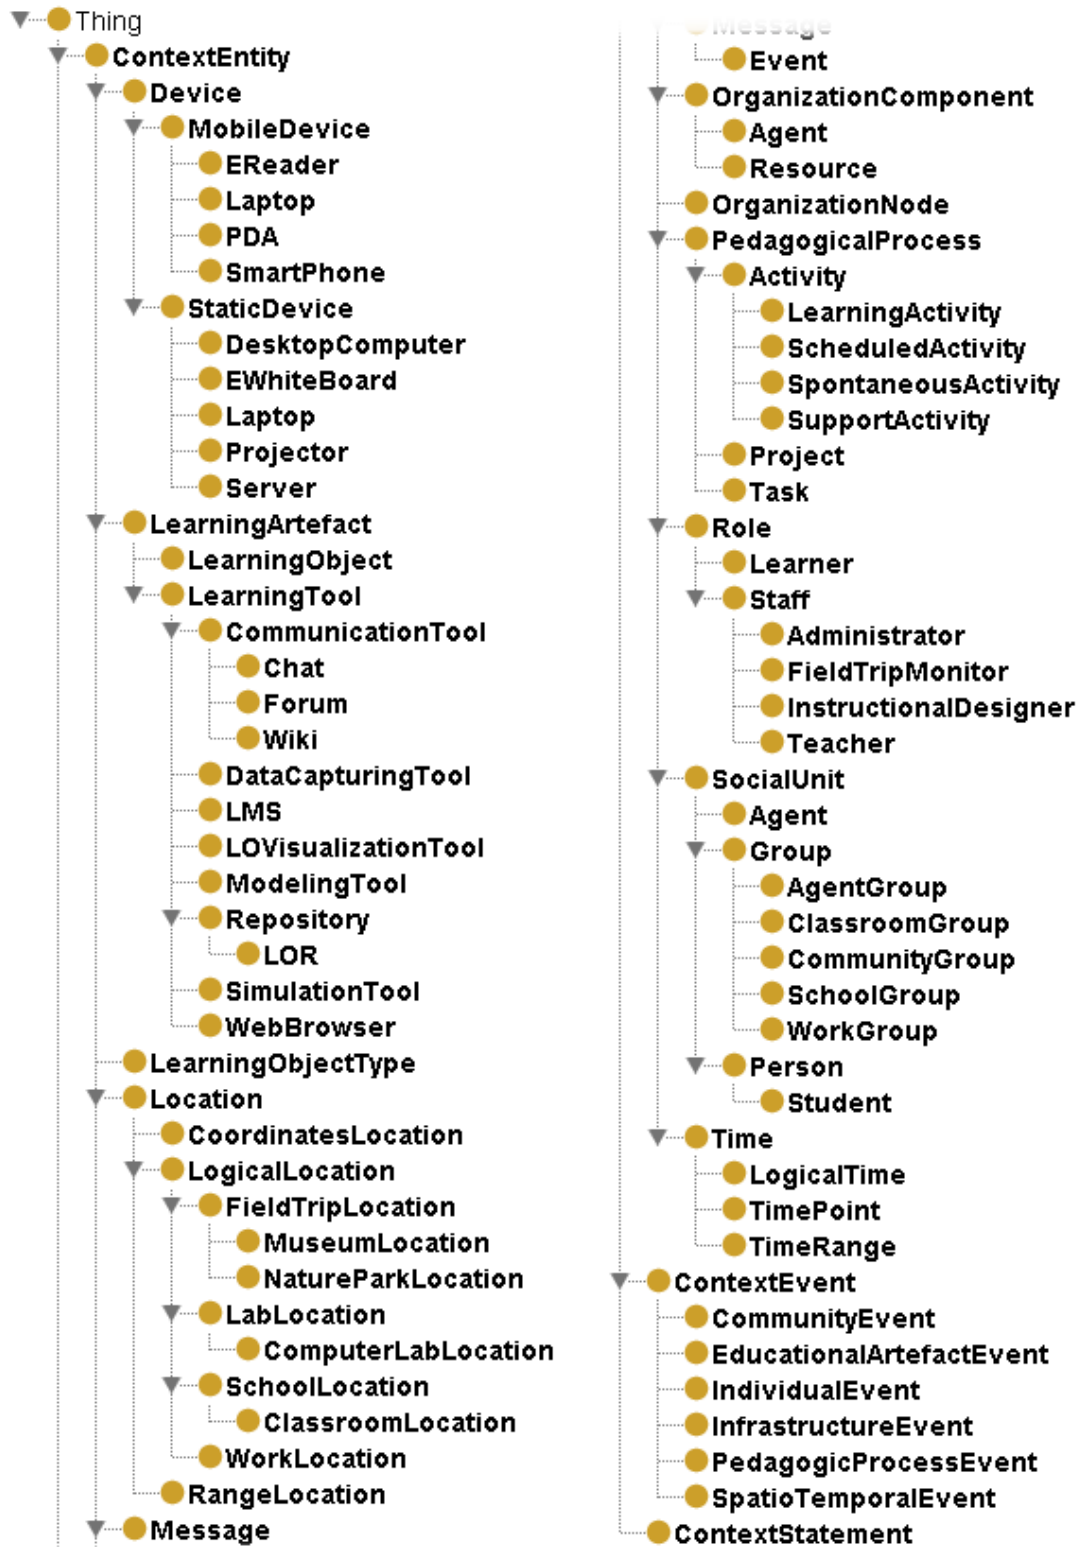 Thing
ContextEntity
Device
MobileDevice
EReader
Laptop
PDA
SmartPhone
StaticDevice
DesktopComputer
EWhiteBoard
Laptop
Projector
Server
LearningArtefact
LearningObject
LearningTool
CommunicationTool
Chat
Forum
Wiki
DataCapturingTool
LMS
LOVisualizationTool
ModelingTool
Repository
LOR
SimulationTool
WebBrowser
LearningObjectType
Location
CoordinatesLocation
LogicalLocation
FieldTripLocation
MuseumLocation
NatureParkLocation
LabLocation
ComputerLabLocation
SchoolLocation
ClassroomLocation
WorkLocation
RangeLocation
Message
Message
Event
OrganizationComponent
Agent
Resource
OrganizationNode
PedagogicalProcess
Activity
LearningActivity
ScheduledActivity
SpontaneousActivity
SupportActivity
Project
Task
Role
Learner
Staff
Administrator
FieldTripMonitor
InstructionalDesigner
Teacher
SocialUnit
Agent
Group
AgentGroup
ClassroomGroup
CommunityGroup
SchoolGroup
WorkGroup
Person
Student
Time
LogicalTime
TimePoint
TimeRange
ContextEvent
CommunityEvent
EducationalArtefactEvent
IndividualEvent
InfrastructureEvent
PedagogicProcessEvent
SpatioTemporalEvent
ContextStatement